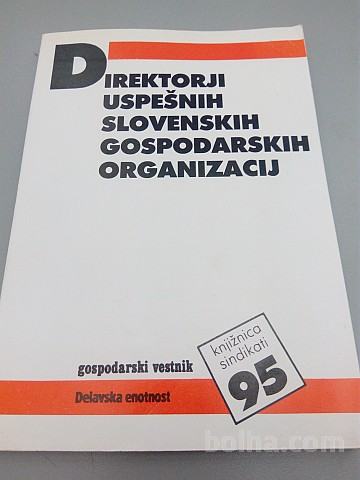 DIREKTORJI
USPEŠNIH
SLOVENSKIH
GOSPODARSKIH
ORGANIZACIJ
knjižnica
sindikati
95
gospodarski vestnik
Delavska enotnost
bolha.com